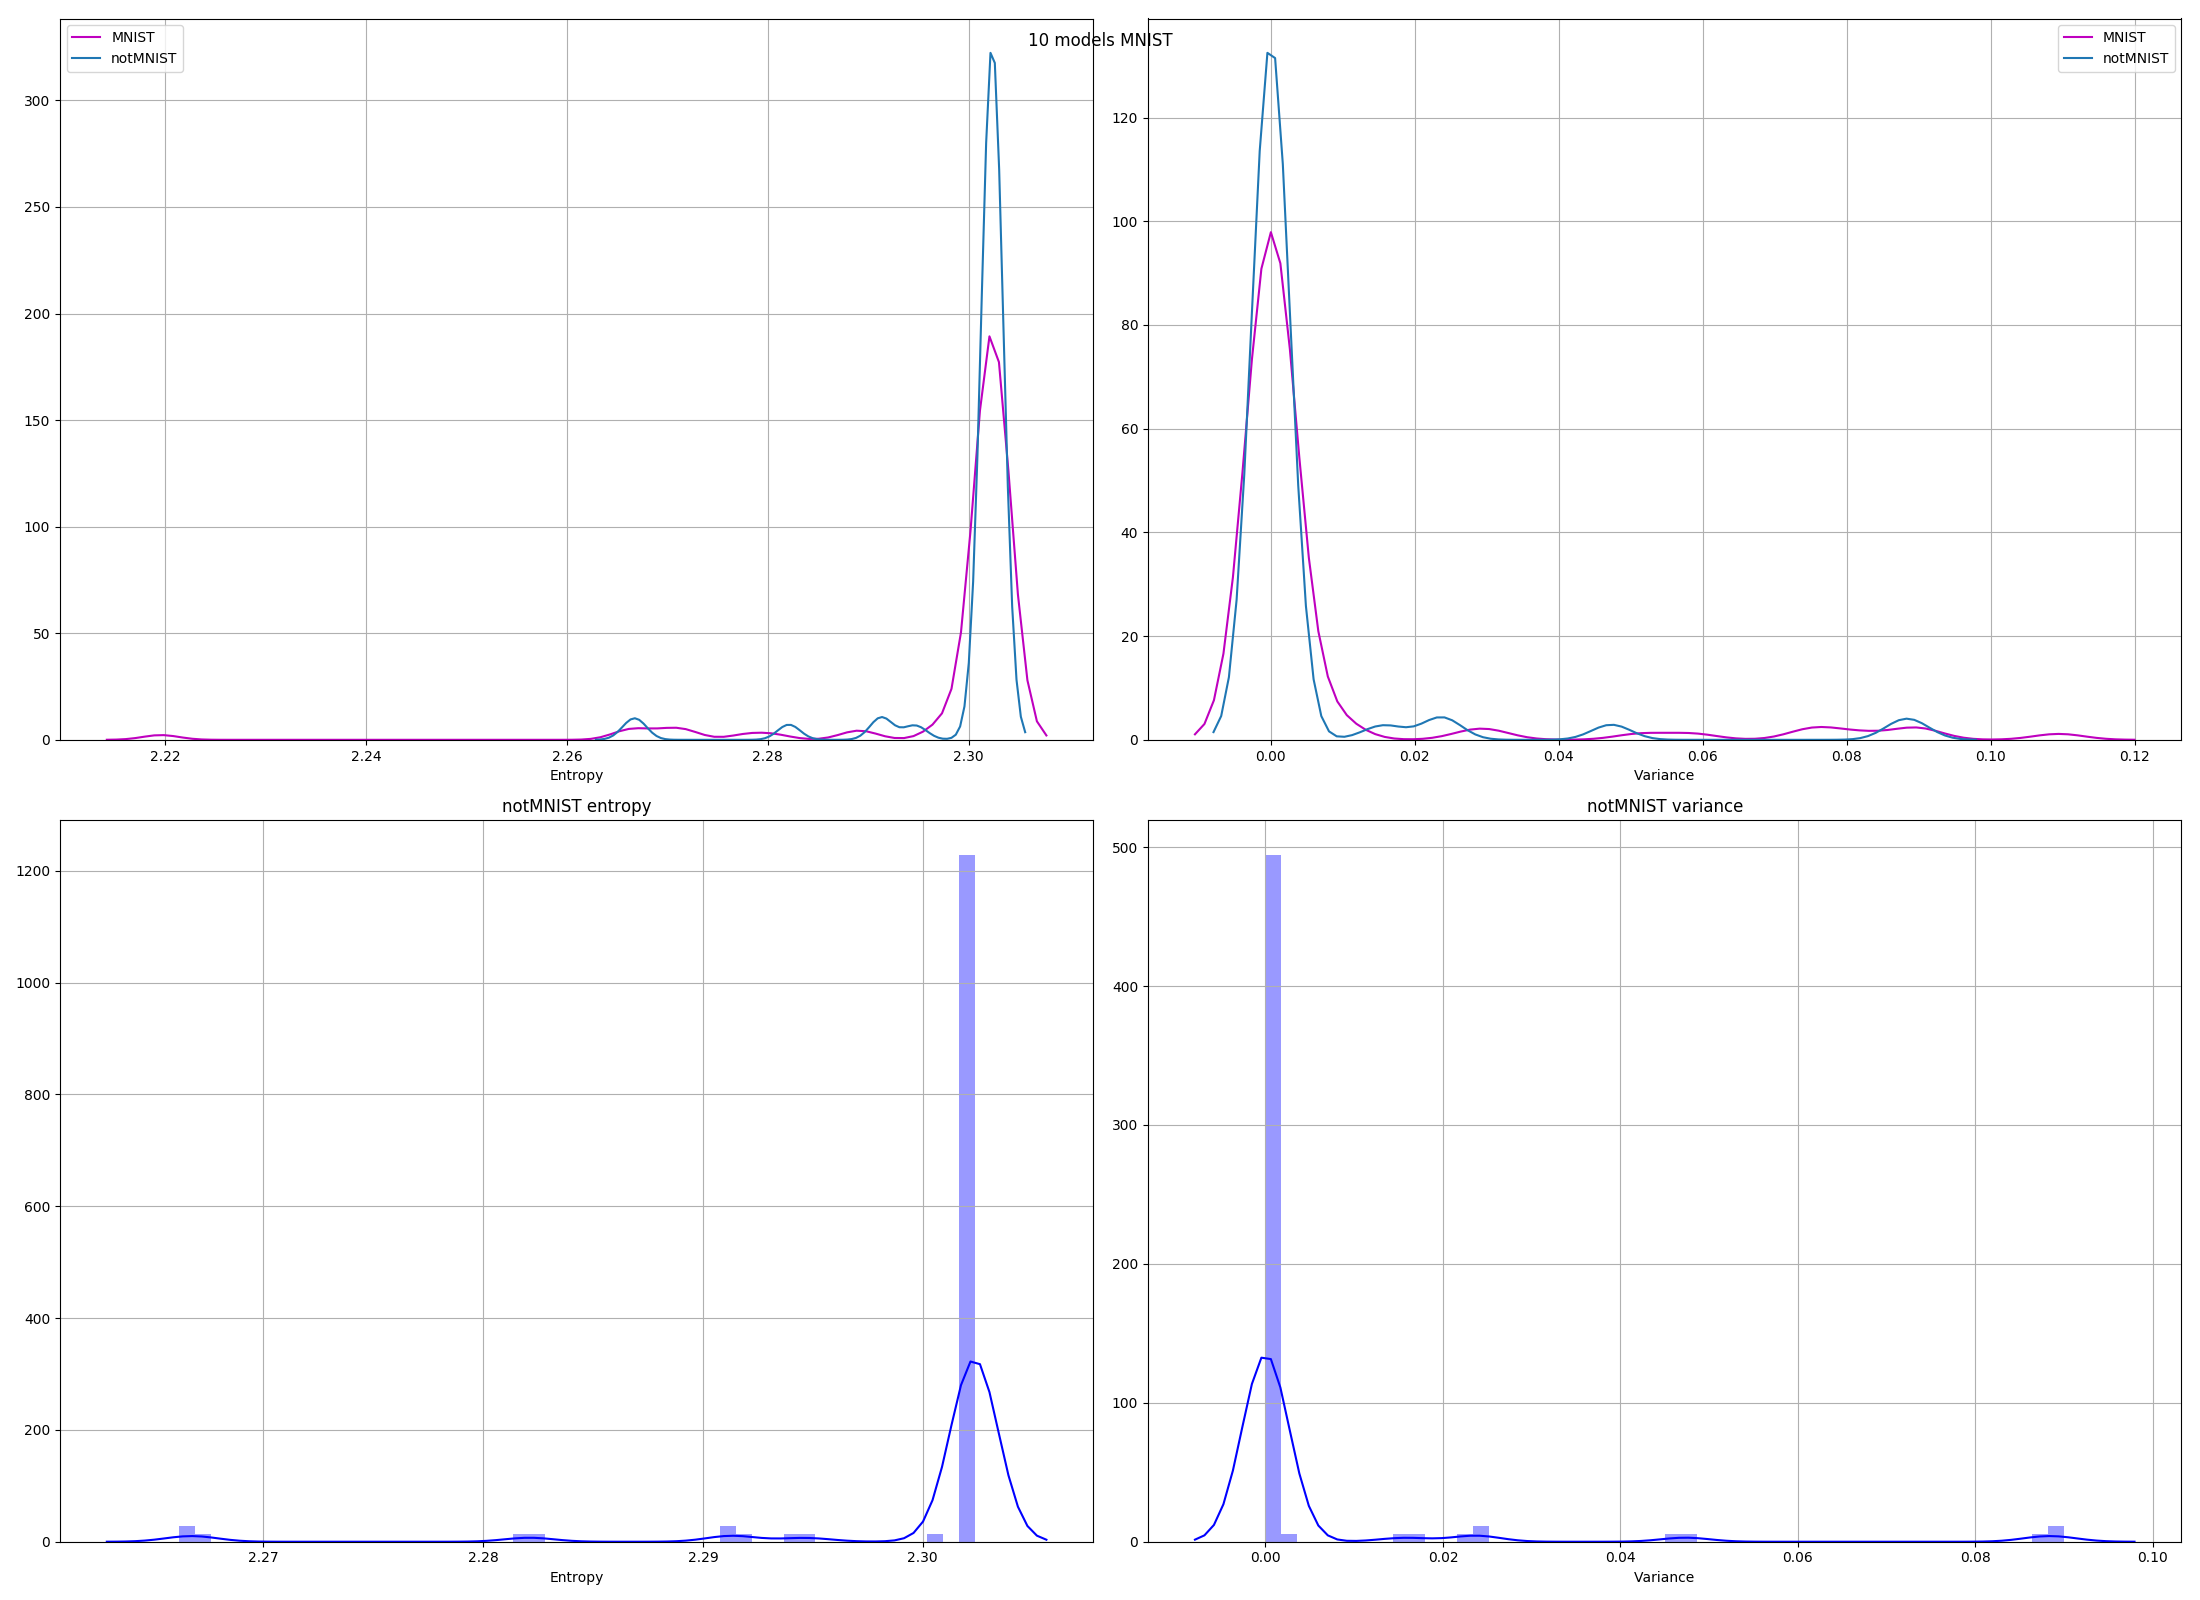 10 models MNIST
MNIST
notMNIST
300
250
200
150
100
50
0
2.22 2.24 2.26 2.28 2.30
Entropy
MNIST
notMNIST
120
100
80
60
40
20
0
0.00 0.02 0.04 0.06 0.08 0.10 0.12
Variance
notMNIST entropy
1200
1000
800
600
400
200
0
2.27 2.28 2.29 2.30
Entropy
notMNIST variance
500
400
300
200
100
0
0.00 0.02 0.04 0.06 0.08 0.10
Variance